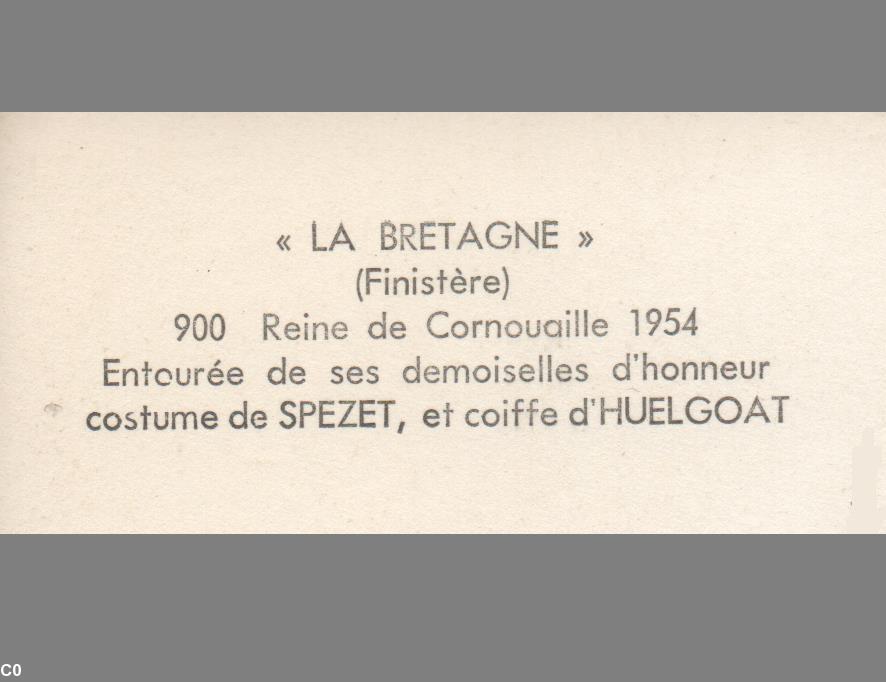 « LA BRETAGNE »
(Finistère)
900 Reine de Cornouaille 1954
Entourée de ses demoiselles d'honneur
costume de SPEZET, et coiffe d'HUELGOAT
C0